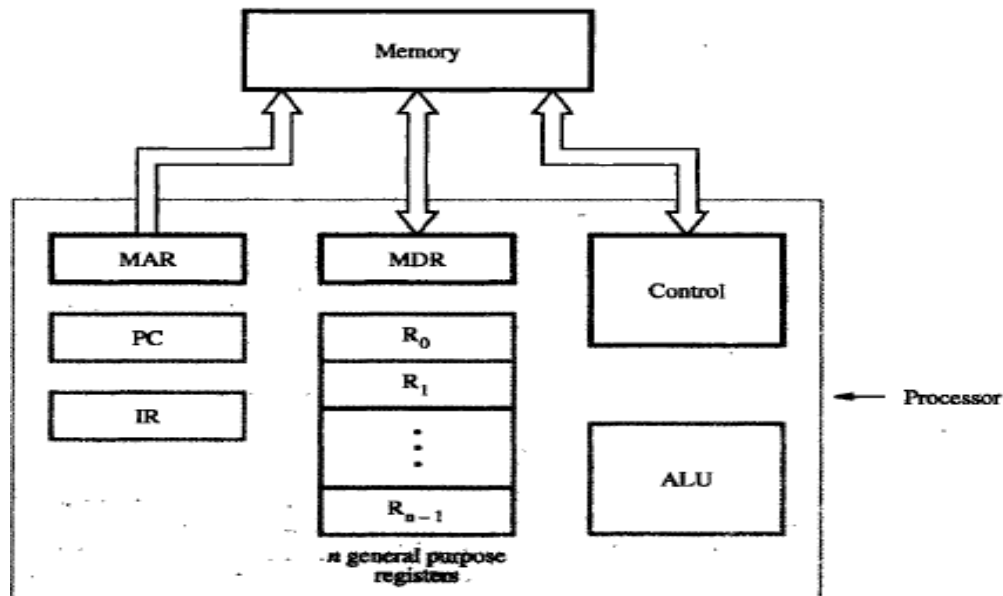 Memory
MAR
MDR
Control
PC
R0
R1
IR
Processor
ALU
Rn-1
n general purpose
registers